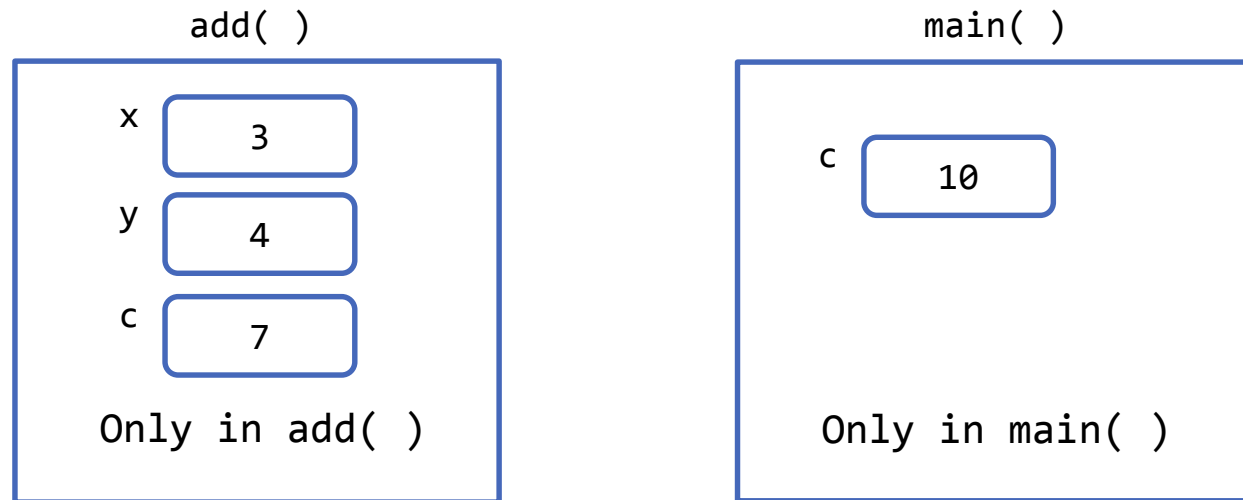 add( )
x
3
y
4
c
7
Only in add( )
main( )
c
10
Only in main( )